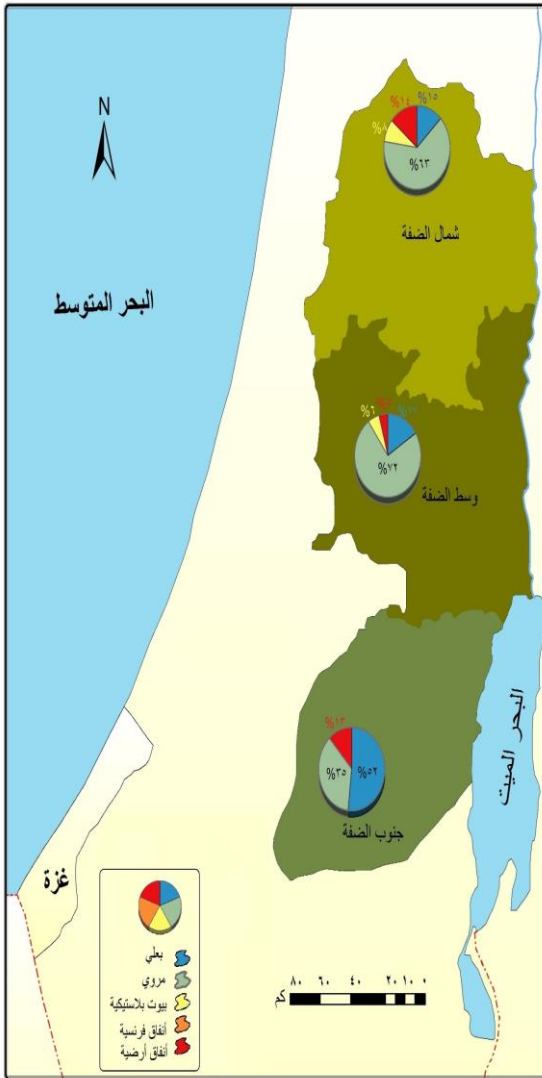 %١٤ %١٥
%٨
%٦٣
شمال الضفة
N
البحر المتوسط
%٦
%٧٢
وسط الضفة
%١٣
%٣٥ %٥٢
جنوب الضفة
البحر الميت
غزة
بعلي
مروي
بيوت بلاستيكية
أنفاق فرنسية
أنفاق أرضية
٨٠ ٦٠ ٤٠ ٢٠ ١٠ ٠
كم